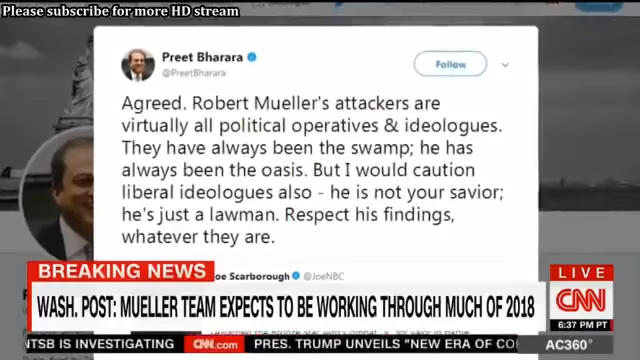 Please subscribe for more HD stream
Preet Bharara
@PreetBharara
Follow
Agreed. Robert Mueller's attackers are
virtually all political operatives & ideologues.
They have always been the swamp; he has
always been the oasis. But I would caution
liberal ideologues also - he is not your savior;
he's just a lawman. Respect his findings,
whatever they are.
oe Scarborough @JoeNBC
BREAKING NEWS
WASH. POST: MUELLER TEAM EXPECTS TO BE WORKING THROUGH MUCH OF 2018
LIVE
CNN
6:37 PM PT
NTSB IS INVESTIGATING CNN.com PRES. TRUMP UNVEILS "NEW ERA OF CO
AC360°